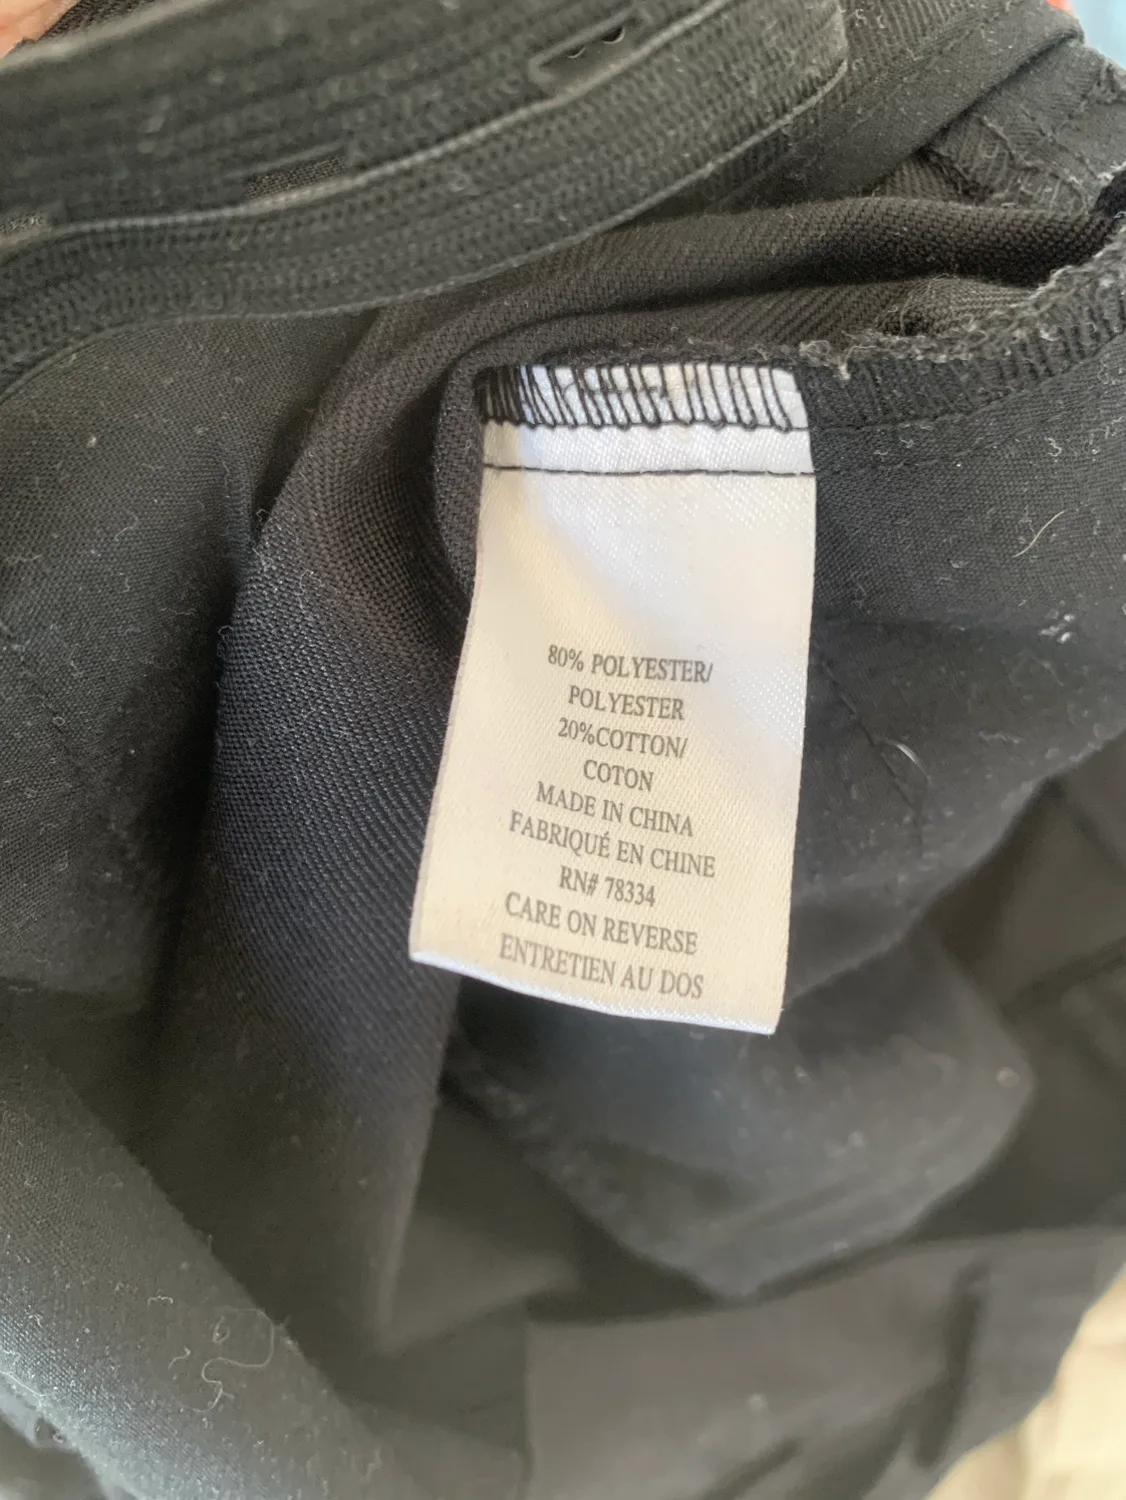 80% POLYESTER/
POLYESTER
20%COTTON/
COTON
MADE IN CHINA
FABRIQUÉ EN CHINE
RN# 78334
CARE ON REVERSE
ENTRETIEN AU DOS